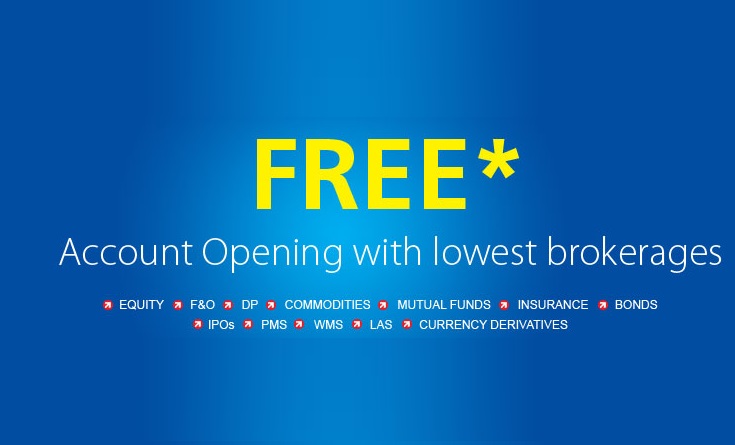 FREE*
Account Opening with lowest brokerages
EQUITY F&O DP COMMODITIES MUTUAL FUNDS INSURANCE BONDS
IPOs PMS WMS LAS CURRENCY DERIVATIVES